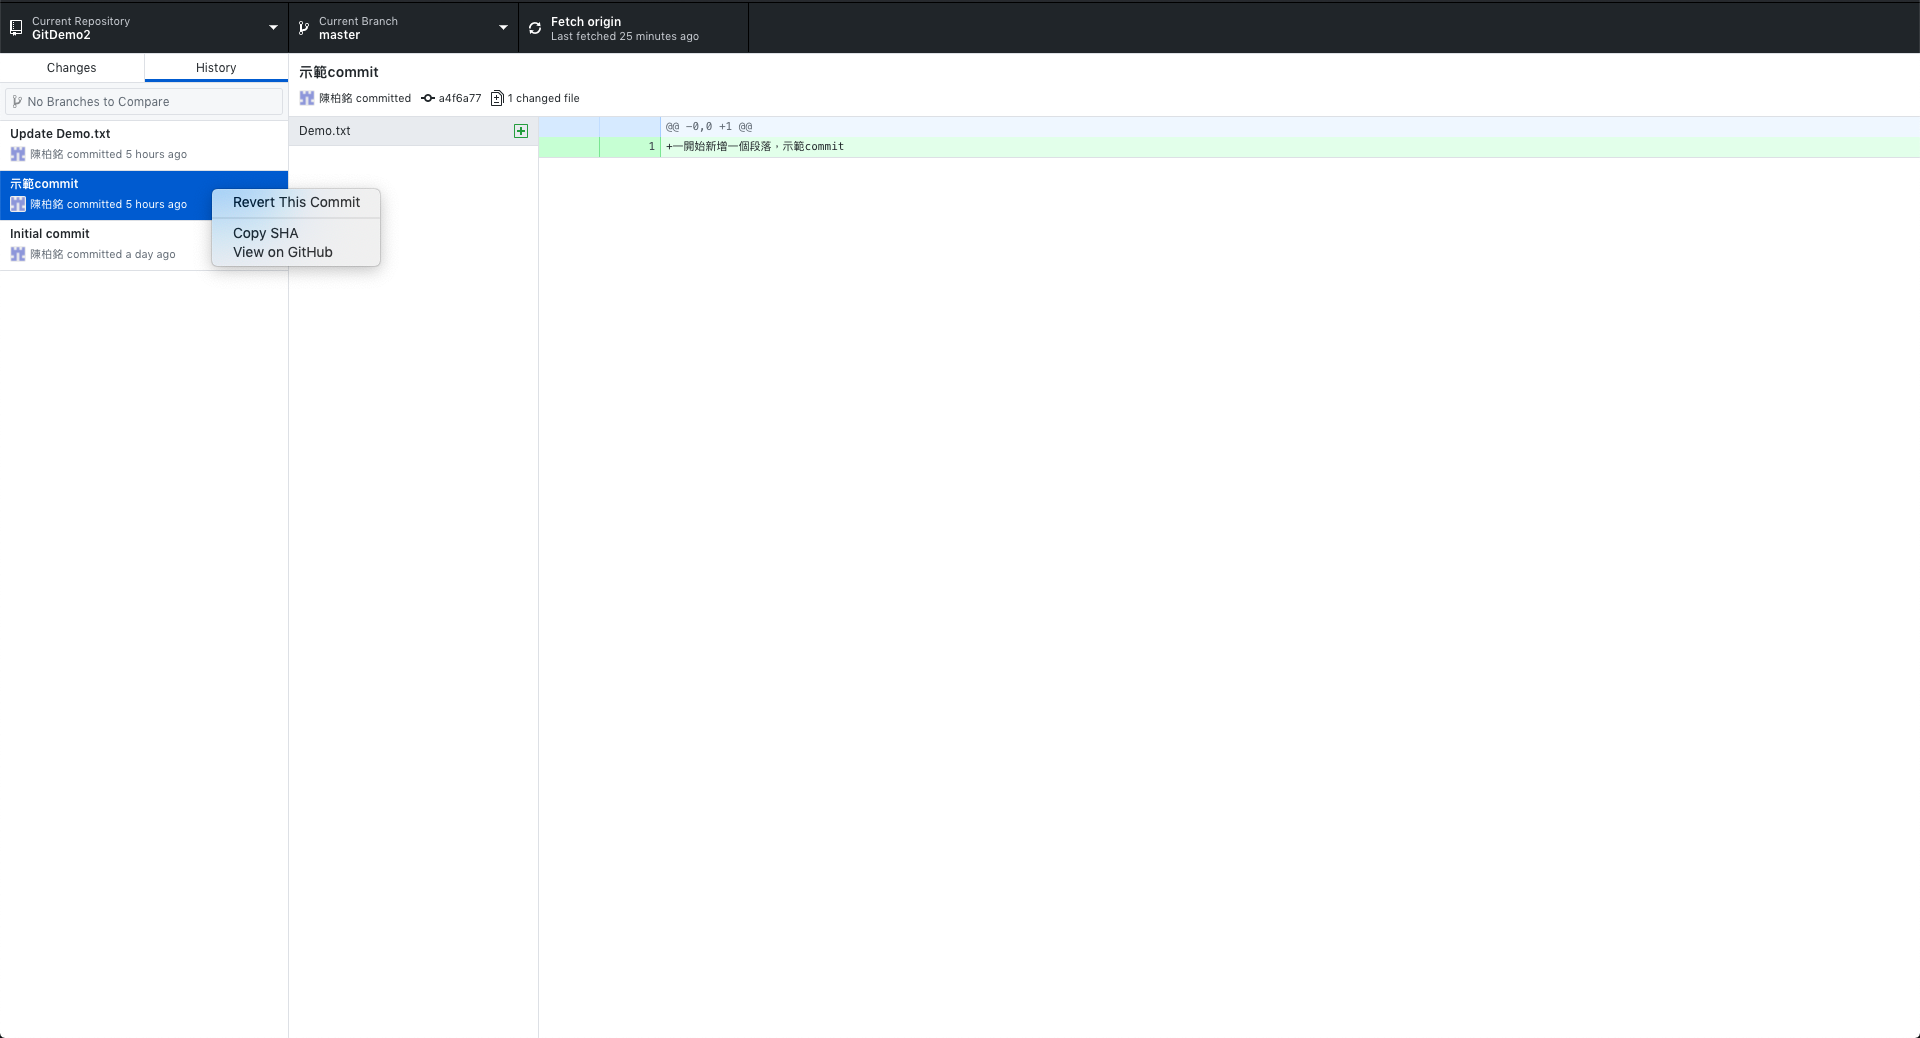 Current Repository
GitDemo2
Current Branch
master
Fetch origin
Last fetched 25 minutes ago
Changes
History
No Branches to Compare
Update Demo.txt
陳柏銘 committed 5 hours ago
示範commit
陳柏銘 committed 5 hours ago
Initial commit
陳柏銘 committed a day ago
Revert This Commit
Copy SHA
View on GitHub
示範commit
陳柏銘 committed a4f6a77 1 changed file
Demo.txt
@@ -0,0 +1 @@
1 +一開始新增一個段落，示範commit